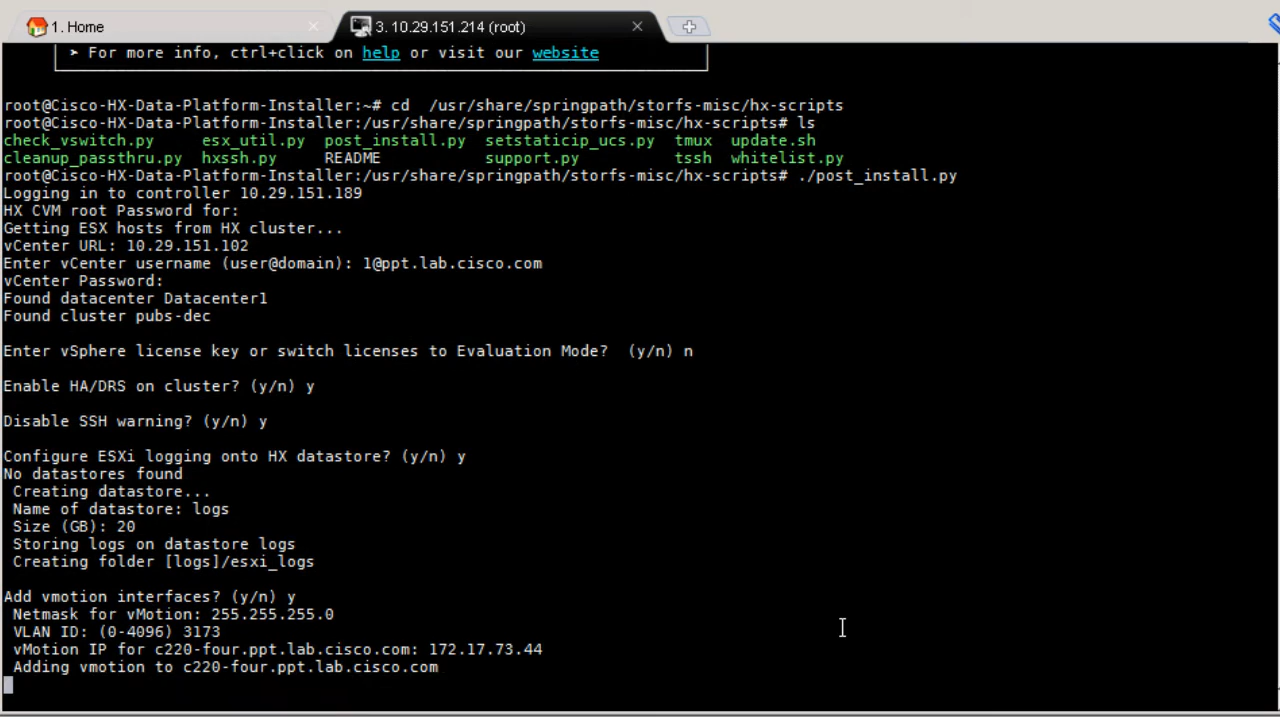 1. Home
3. 10.29.151.214 (root)
➤ For more info, ctrl+click on help or visit our website
root@Cisco-HX-Data-Platform-Installer:~# cd  /usr/share/springpath/storfs-misc/hx-scripts
root@Cisco-HX-Data-Platform-Installer:/usr/share/springpath/storfs-misc/hx-scripts# ls
check_vswitch.py     esx_util.py  post_install.py  setstaticip_ucs.py  tmux  update.sh
cleanup_passthru.py  hxssh.py     README           support.py          tssh  whitelist.py
root@Cisco-HX-Data-Platform-Installer:/usr/share/springpath/storfs-misc/hx-scripts# ./post_install.py
Logging in to controller 10.29.151.189
HX CVM root Password for:
Getting ESX hosts from HX cluster...
vCenter URL: 10.29.151.102
Enter vCenter username (user@domain): 1@ppt.lab.cisco.com
vCenter Password:
Found datacenter Datacenter1
Found cluster pubs-dec
Enter vSphere license key or switch licenses to Evaluation Mode?  (y/n) n
Enable HA/DRS on cluster? (y/n) y
Disable SSH warning? (y/n) y
Configure ESXi logging onto HX datastore? (y/n) y
No datastores found
Creating datastore...
Name of datastore: logs
Size (GB): 20
Storing logs on datastore logs
Creating folder [logs]/esxi_logs
Add vmotion interfaces? (y/n) y
Netmask for vMotion: 255.255.255.0
VLAN ID: (0-4096) 3173
vMotion IP for c220-four.ppt.lab.cisco.com: 172.17.73.44
Adding vmotion to c220-four.ppt.lab.cisco.com